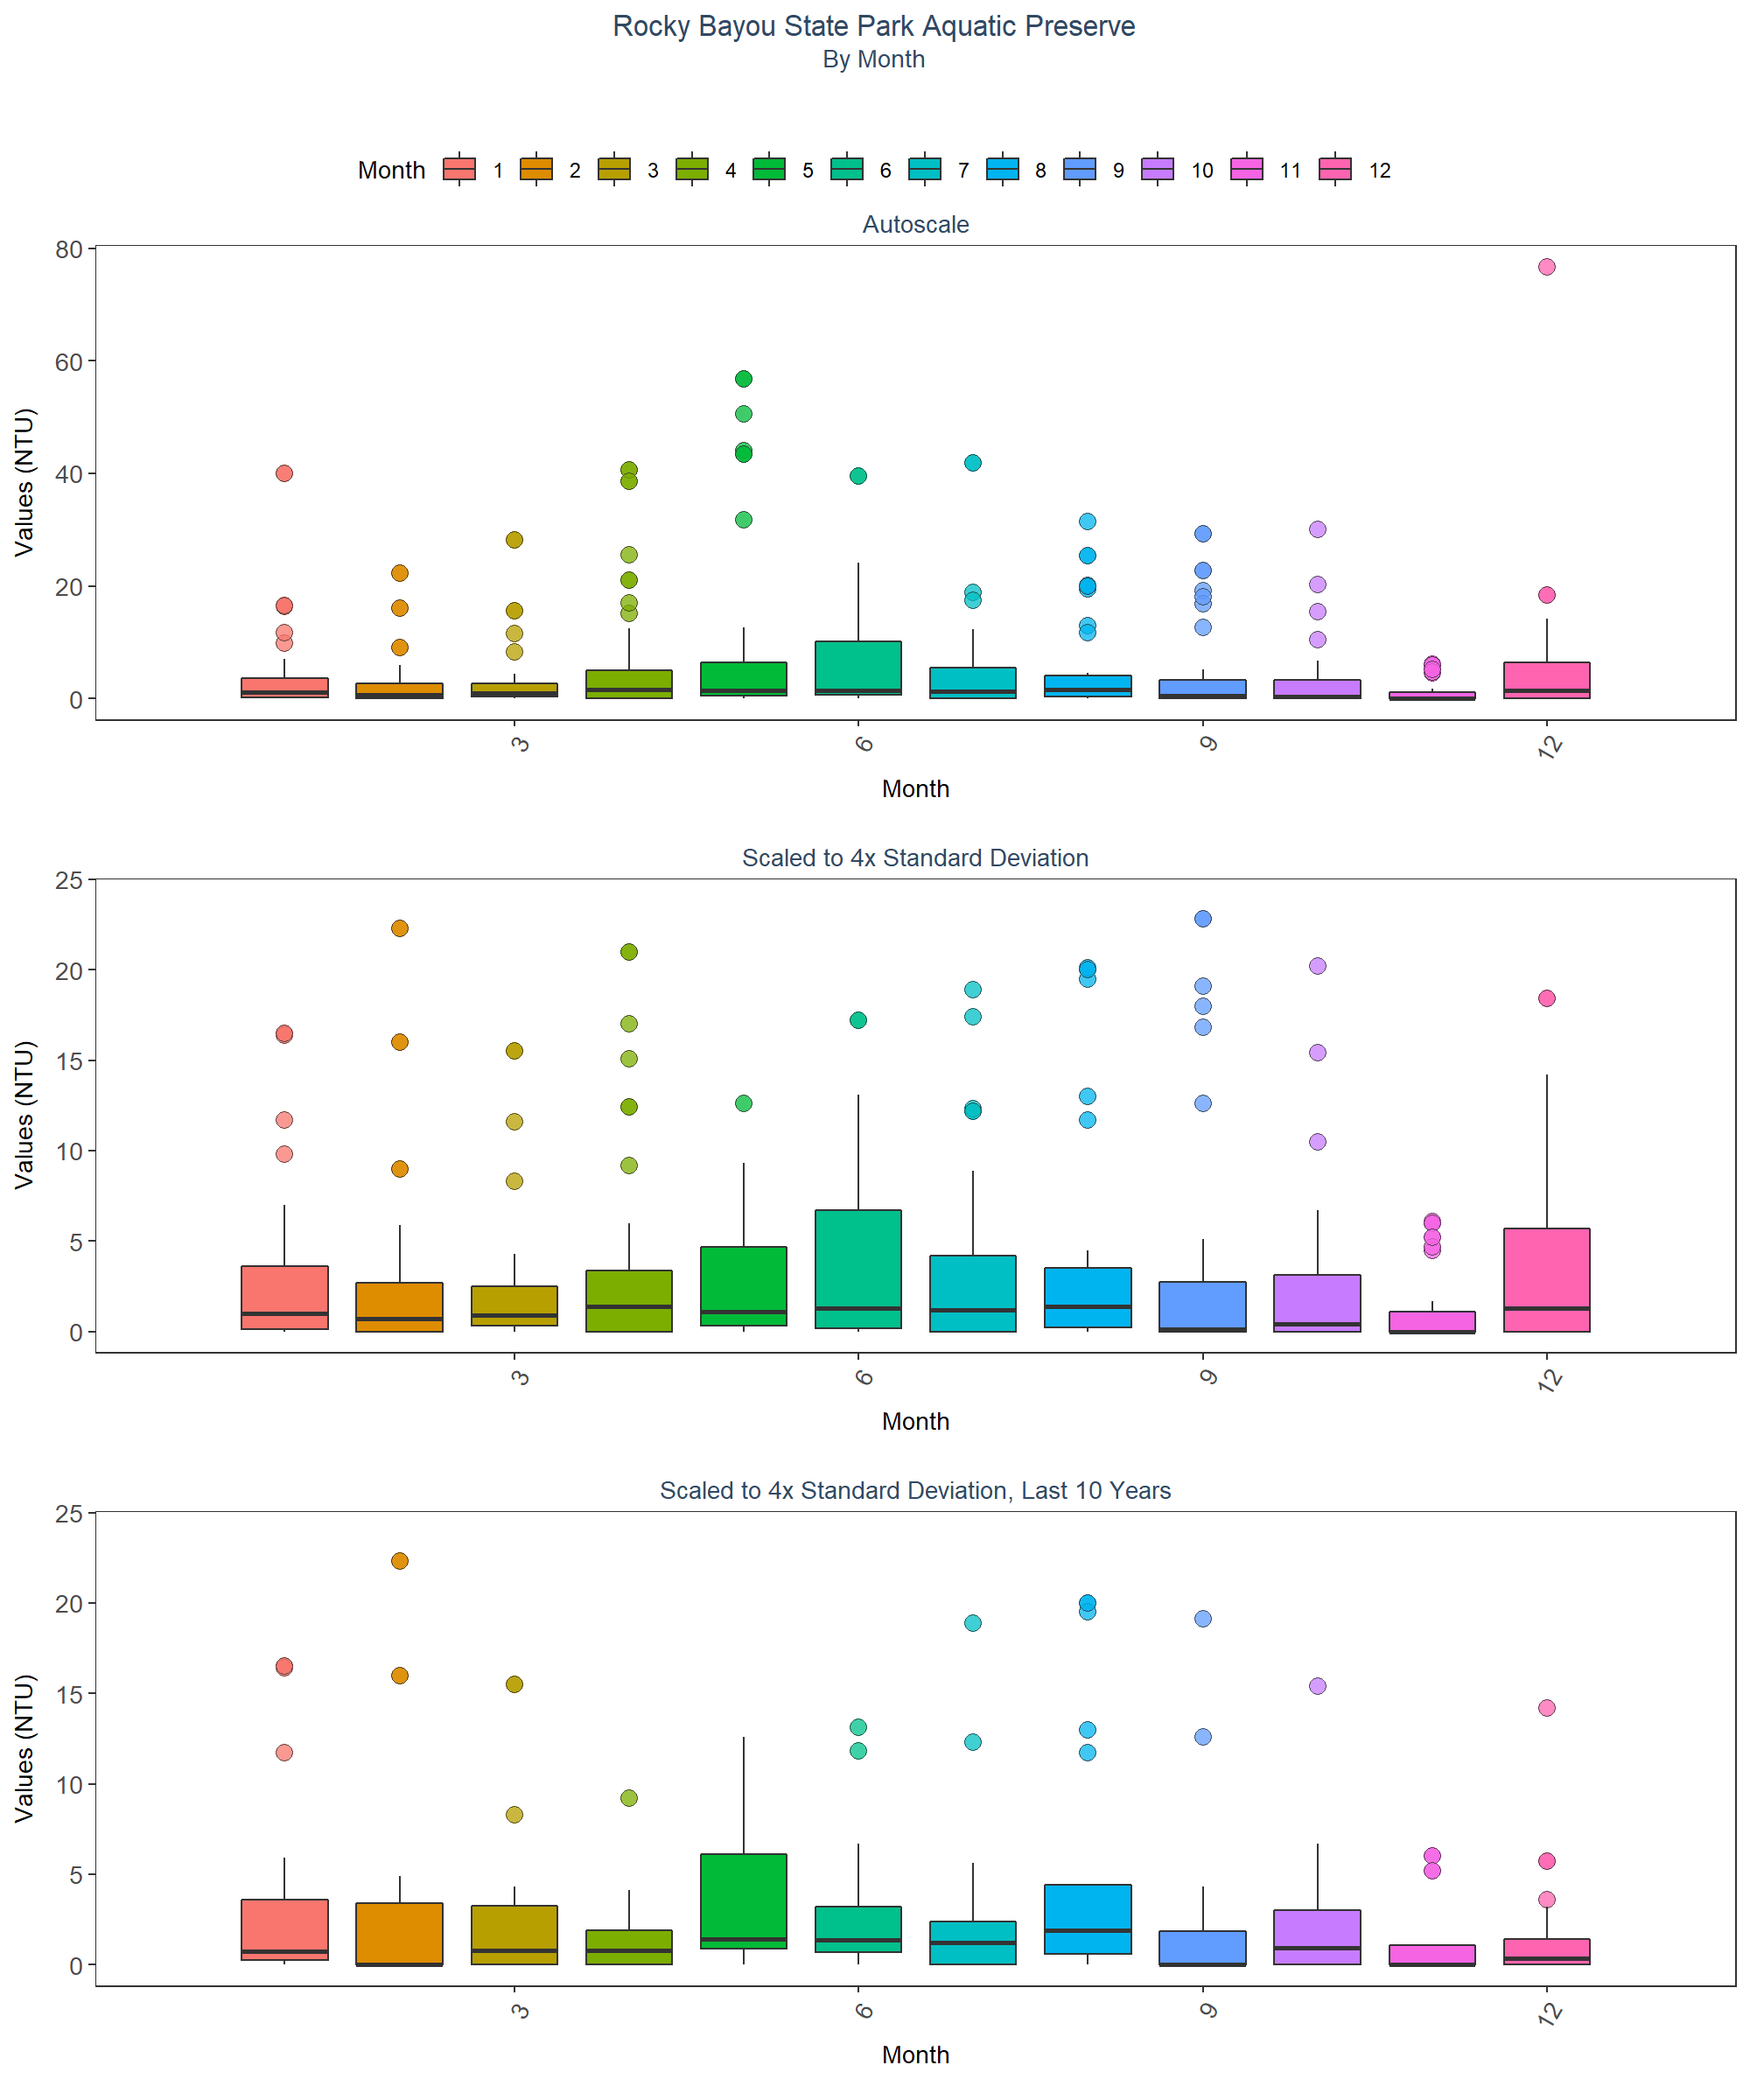 Rocky Bayou State Park Aquatic Preserve
By Month
Month 1 2 3 4 5 6 7 8 9 10 11 12
Autoscale
Values (NTU)
80
60
40
20
0
3 6 9 12
Month
Scaled to 4x Standard Deviation
Values (NTU)
25
20
15
10
5
0
3 6 9 12
Month
Scaled to 4x Standard Deviation, Last 10 Years
Values (NTU)
25
20
15
10
5
0
3 6 9 12
Month